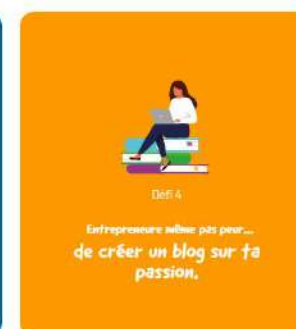 Défi 4
Entrepreneure même pas peur...
de créer un blog sur ta
passion.